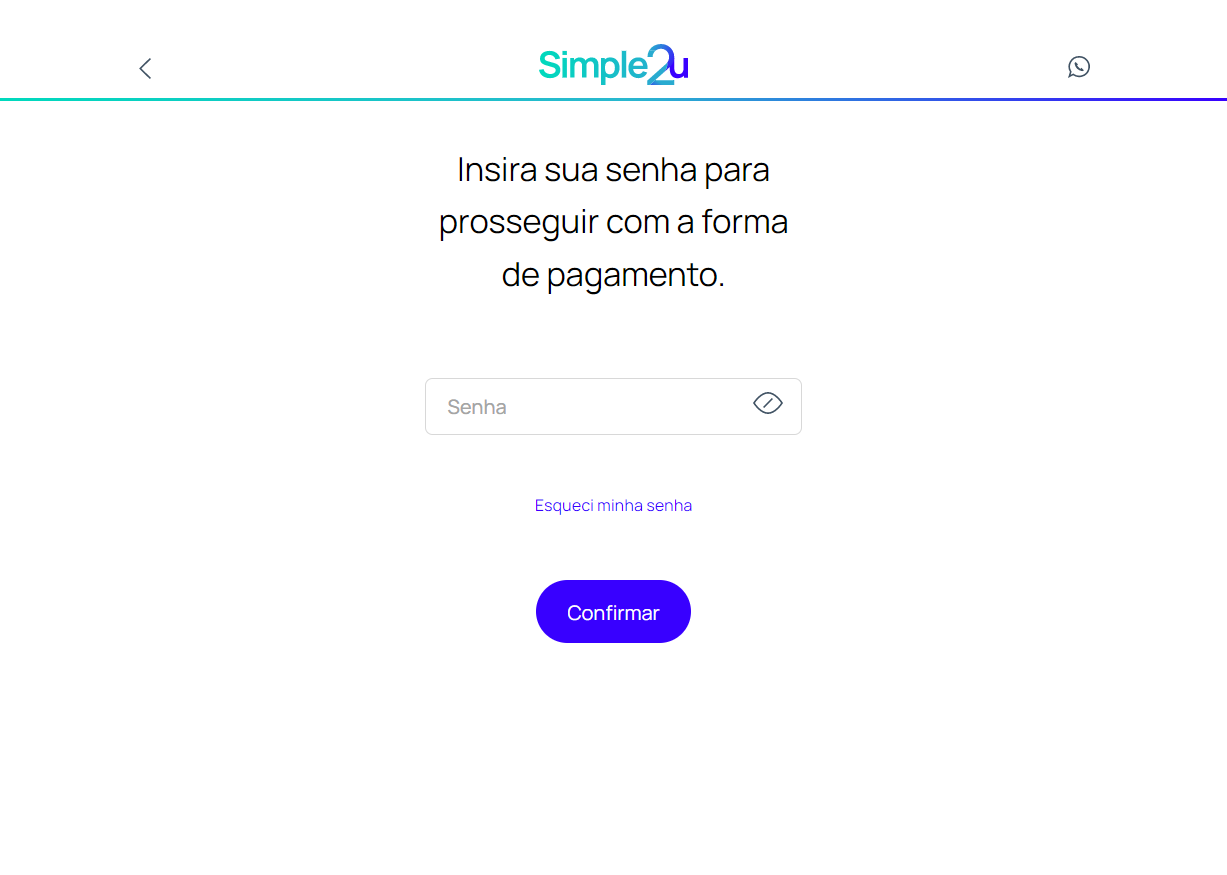 Simple2u
Insira sua senha para
prosseguir com a forma
de pagamento.
Senha
Esqueci minha senha
Confirmar